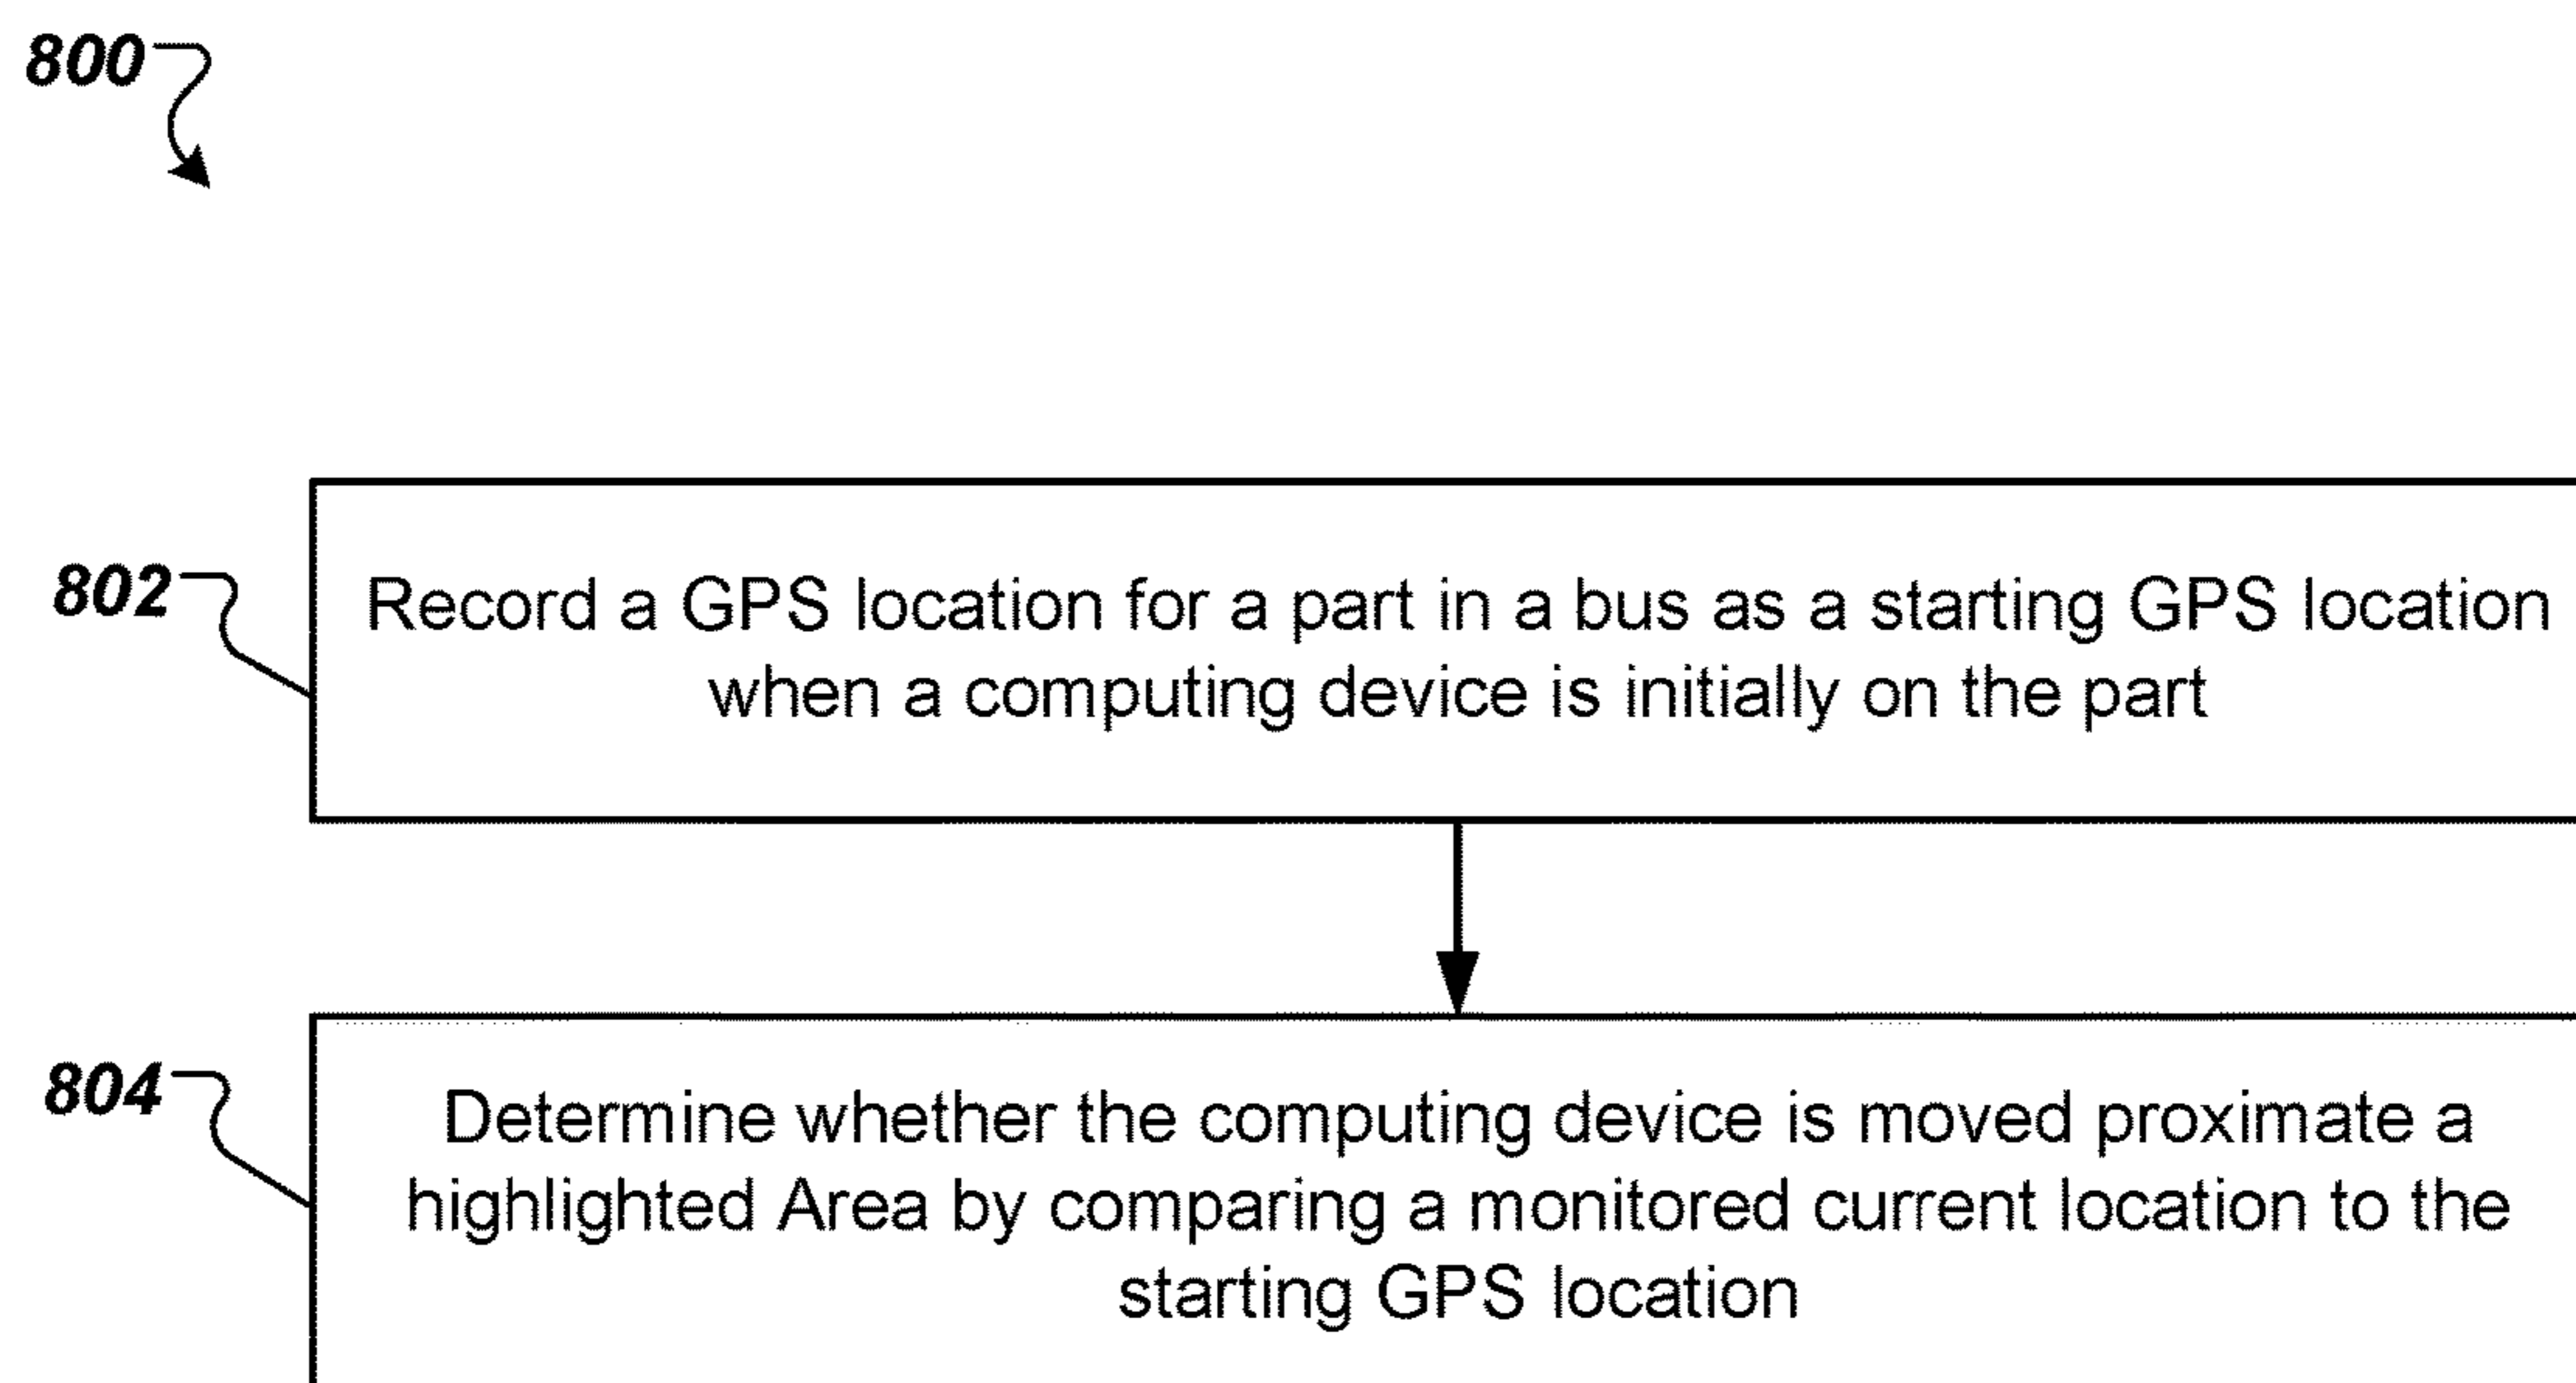 800
802
Record a GPS location for a part in a bus as a starting GPS location
when a computing device is initially on the part
804
Determine whether the computing device is moved proximate a
highlighted Area by comparing a monitored current location to the
starting GPS location